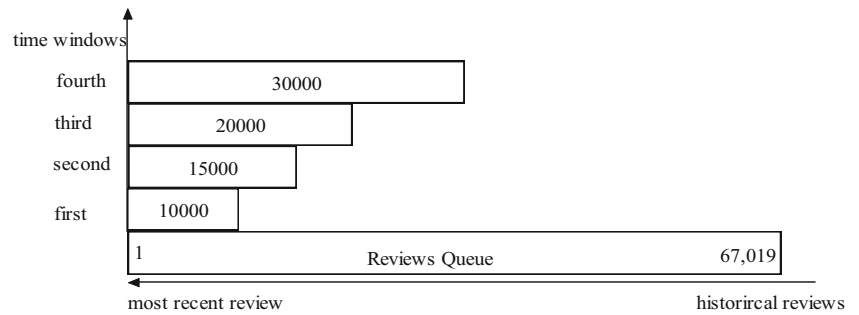 time windows
fourth
30000
third
20000
second
15000
first
10000
1
Reviews Queue
67,019
most recent review
historircal reviews